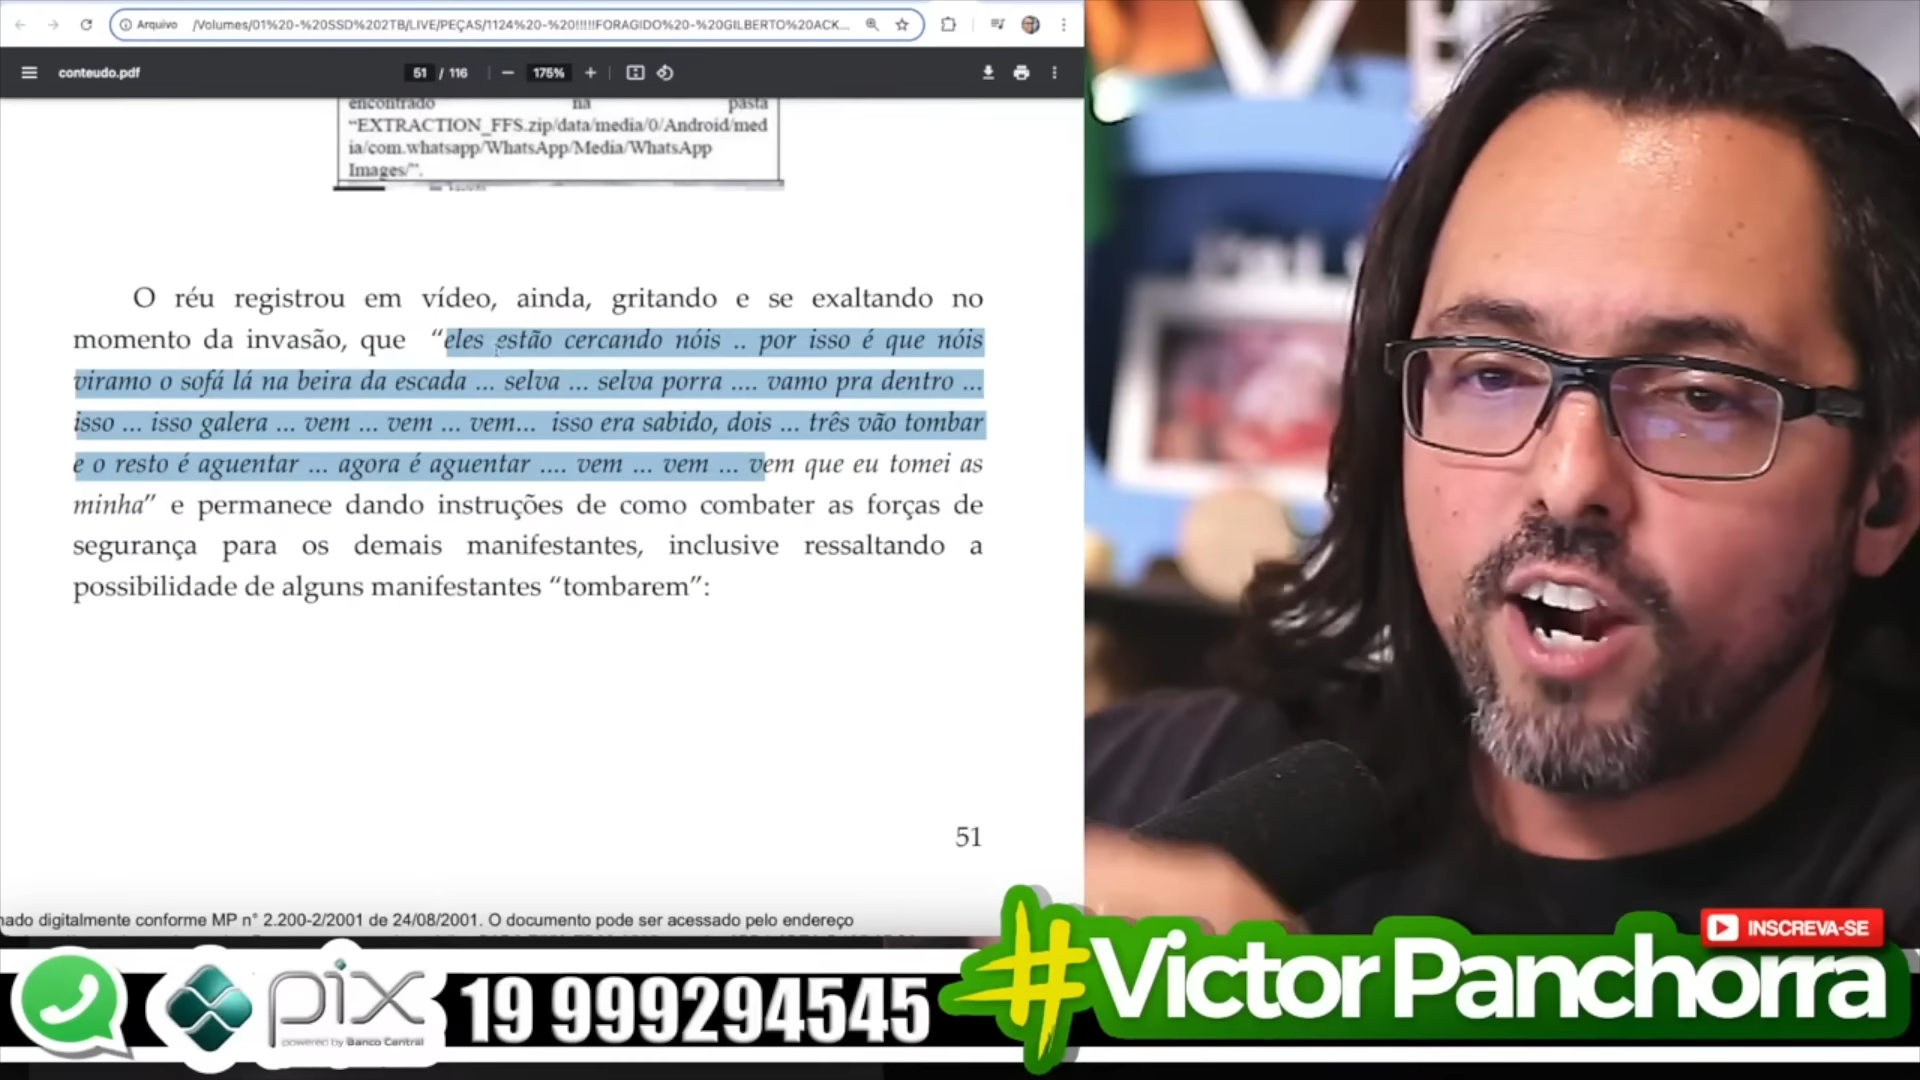 Arquivo /Volumes/01%20-%20SSD%202TB/LIVE/PEÇAS/1124%20-%20!!!!!FORAGIDO%20-%20GILBERTO%20ACK...
conteudo.pdf 51 / 116 175%
encontrado na pasta
“EXTRACTION_FFS.zip/data/media/0/Android/med
ia/com.whatsapp/WhatsApp/Media/WhatsApp
Images/”.
O réu registrou em vídeo, ainda, gritando e se exaltando no
momento da invasão, que “eles estão cercando nóis .. por isso é que nóis
viramo o sofá lá na beira da escada ... selva ... selva porra .... vamo pra dentro ...
isso ... isso galera ... vem ... vem ... vem... isso era sabido, dois ... três vão tombar
e o resto é aguentar ... agora é aguentar .... vem ... vem ... vem que eu tomei as
minha” e permanece dando instruções de como combater as forças de
segurança para os demais manifestantes, inclusive ressaltando a
possibilidade de alguns manifestantes “tombarem”:
51
nado digitalmente conforme MP n° 2.200-2/2001 de 24/08/2001. O documento pode ser acessado pelo endereço
INSCREVA-SE
pix
powered by Banco Central
19 999294545
#Victor Panchorra